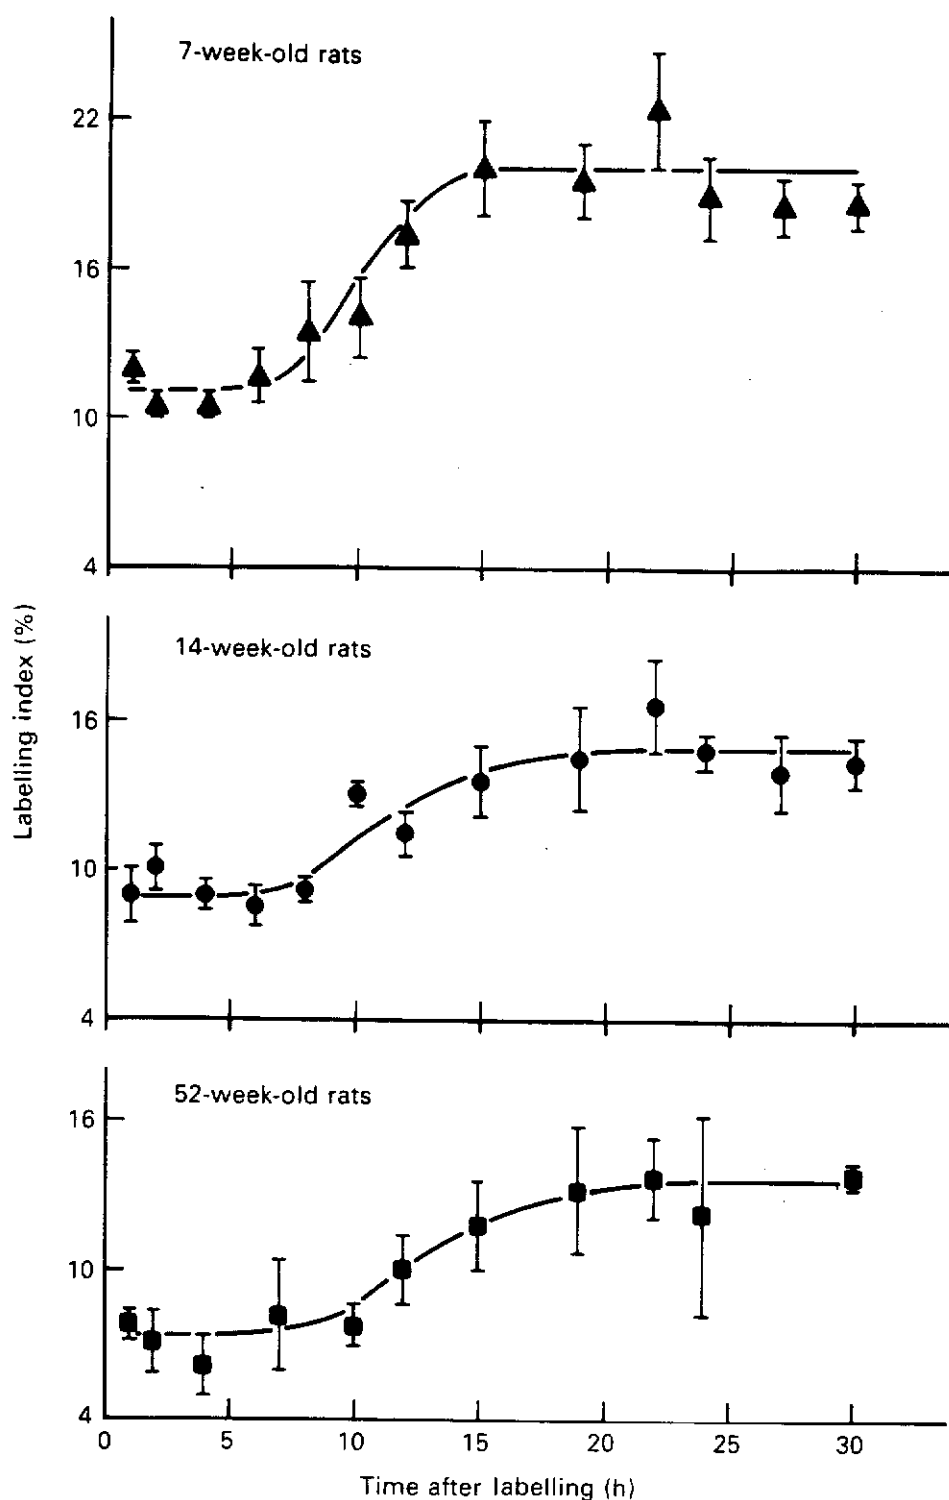 7-week-old rats
22
16
10
4
14-week-old rats
16
10
4
Labelling index (%)
52-week-old rats
16
10
4
0 5 10 15 20 25 30
Time after labelling (h)